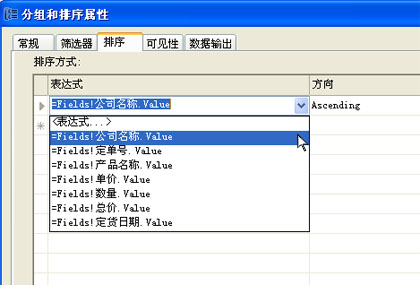 分组和排序属性
常规 筛选器 排序 可见性 数据输出
排序方式:
表达式 方向
=Fields!公司名称.Value Ascending
<表达式...>
=Fields!公司名称.Value
=Fields!定单号.Value
=Fields!产品名称.Value
=Fields!单价.Value
=Fields!数量.Value
=Fields!总价.Value
=Fields!定货日期.Value